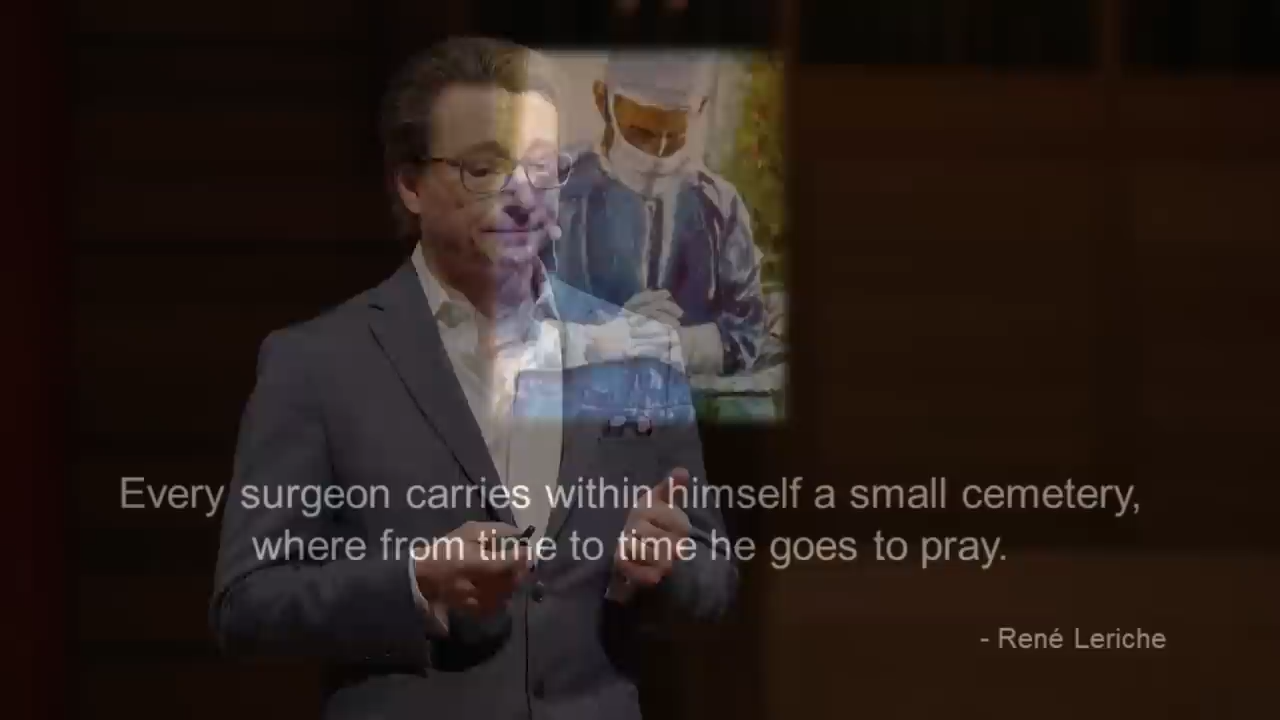 Every surgeon carries within himself a small cemetery,
where from time to time he goes to pray.
- René Leriche